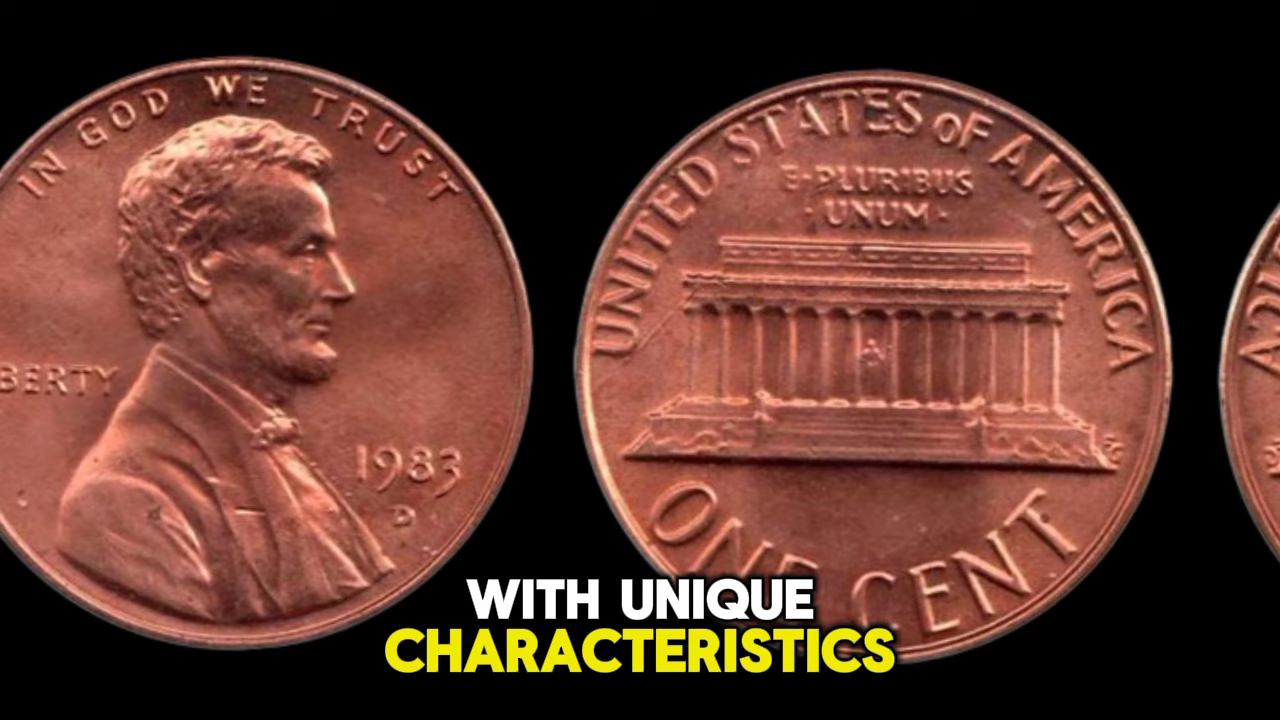 IN GOD WE TRUST
BERTY
1983
D
UNITED STATES OF AMERICA
E·PLURIBUS
·UNUM·
ONE CENT
WITH UNIQUE
CHARACTERISTICS